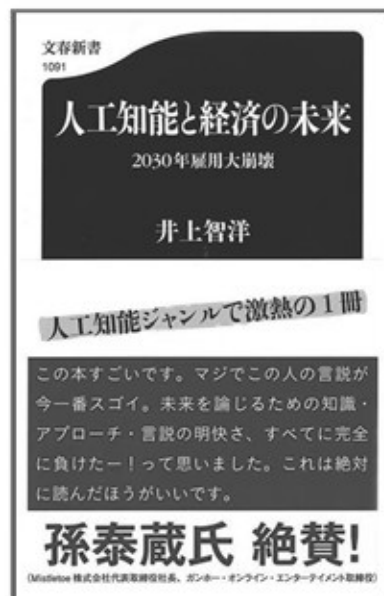 文春新書
1091
人工知能と経済の未来
2030年雇用大崩壊
井上智洋
人工知能ジャンルで激熱の1冊
この本すごいです。マジでこの人の言説が
今一番スゴイ。未来を論じるための知識・
アプローチ・言説の明快さ、すべてに完全
に負けたー!って思いました。これは絶対
に読んだほうがいいです。
孫泰蔵氏 絶賛!
(Mistletoe 株式会社代表取締役社長、ガンホー・オンライン・エンターテイメント取締役)